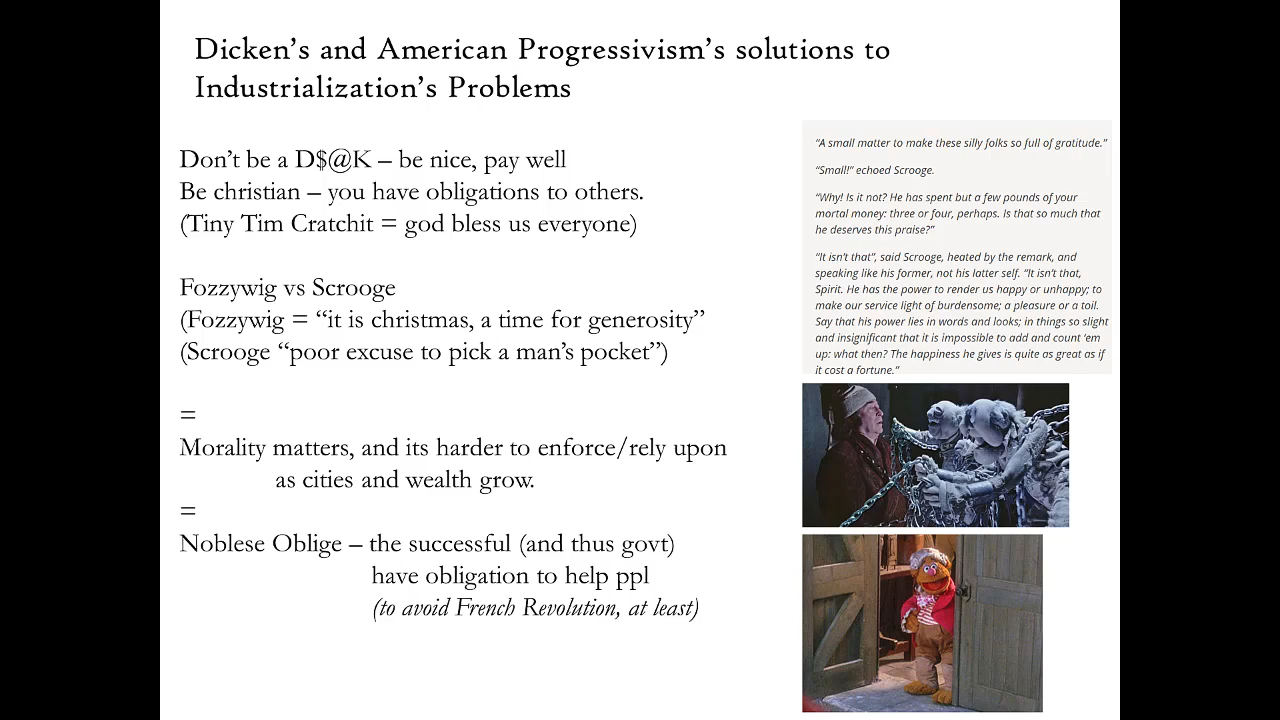 Dicken's and American Progressivism's solutions to
Industrialization's Problems
Don't be a D$@K – be nice, pay well
Be christian – you have obligations to others.
(Tiny Tim Cratchit = god bless us everyone)
Fozzywig vs Scrooge
(Fozzywig = “it is christmas, a time for generosity”
(Scrooge “poor excuse to pick a man's pocket”)
=
Morality matters, and its harder to enforce/rely upon
as cities and wealth grow.
=
Noblese Oblige – the successful (and thus govt)
have obligation to help ppl
(to avoid French Revolution, at least)
“A small matter to make these silly folks so full of gratitude.”
“Small!” echoed Scrooge.
“Why! Is it not? He has spent but a few pounds of your
mortal money: three or four, perhaps. Is that so much that
he deserves this praise?”
“It isn't that”, said Scrooge, heated by the remark, and
speaking like his former, not his latter self. “It isn't that,
Spirit. He has the power to render us happy or unhappy; to
make our service light of burdensome; a pleasure or a toil.
Say that his power lies in words and looks; in things so slight
and insignificant that it is impossible to add and count 'em
up: what then? The happiness he gives is quite as great as if
it cost a fortune.”